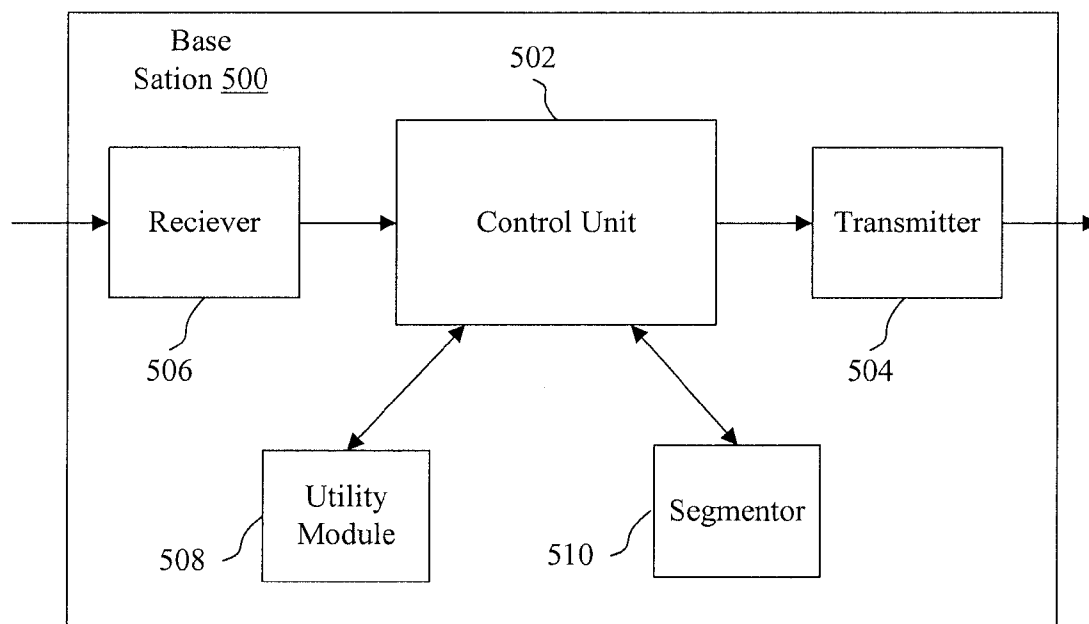 Base
Sation 500
502
Reciever
Control Unit
Transmitter
506
504
Utility
Module
Segmentor
508
510